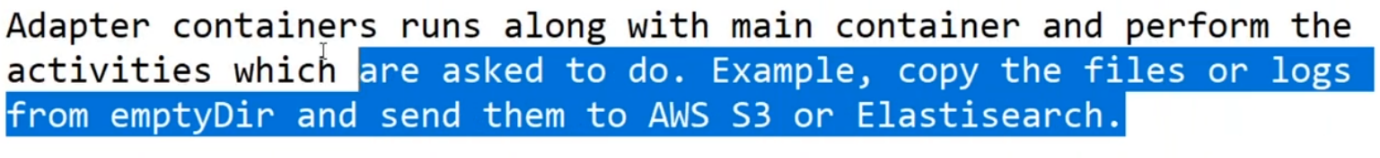 Adapter containers runs along with main container and perform the
activities which are asked to do. Example, copy the files or logs
from emptyDir and send them to AWS S3 or Elastisearch.